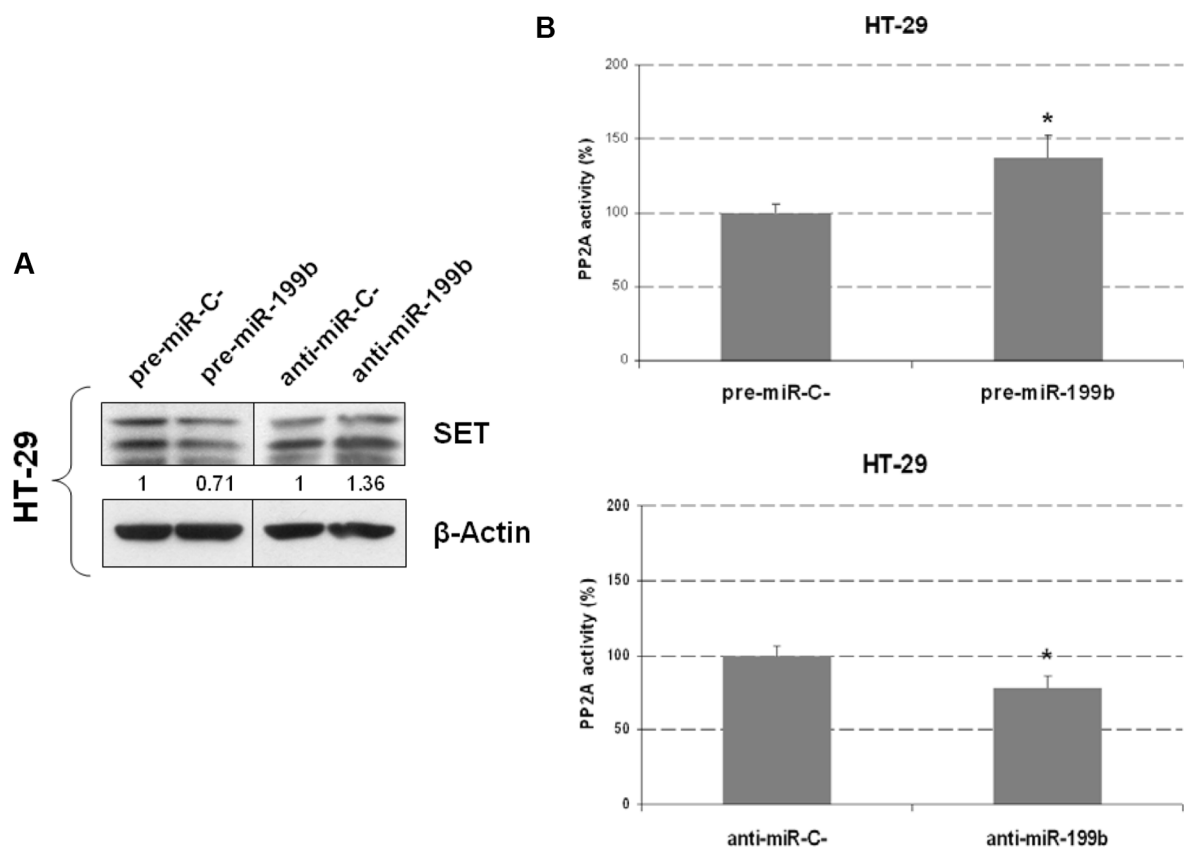 A
HT-29
pre-miR-C-
pre-miR-199b
anti-miR-C-
anti-miR-199b
SET
1 0.71 1 1.36
β-Actin
B
HT-29
PP2A activity (%)
200
150
100
50
0
*
pre-miR-C- pre-miR-199b
HT-29
PP2A activity (%)
200
150
100
50
0
*
anti-miR-C- anti-miR-199b